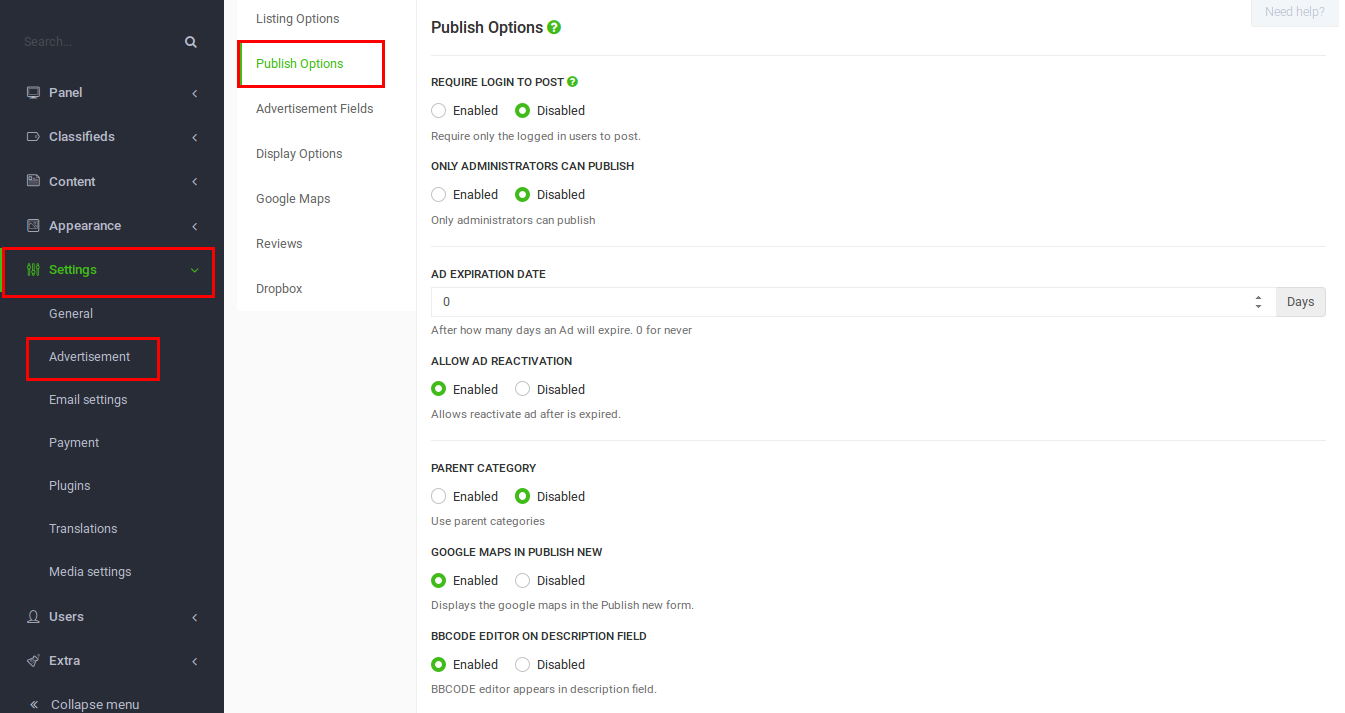 Search...
Panel
Classifieds
Content
Appearance
Settings
General
Advertisement
Email settings
Payment
Plugins
Translations
Media settings
Users
Extra
Collapse menu
Listing Options
Publish Options
Advertisement Fields
Display Options
Google Maps
Reviews
Dropbox
Need help?
Publish Options ?
REQUIRE LOGIN TO POST ?
Enabled Disabled
Require only the logged in users to post.
ONLY ADMINISTRATORS CAN PUBLISH
Enabled Disabled
Only administrators can publish
AD EXPIRATION DATE
0 Days
After how many days an Ad will expire. 0 for never
ALLOW AD REACTIVATION
Enabled Disabled
Allows reactivate ad after is expired.
PARENT CATEGORY
Enabled Disabled
Use parent categories
GOOGLE MAPS IN PUBLISH NEW
Enabled Disabled
Displays the google maps in the Publish new form.
BBCODE EDITOR ON DESCRIPTION FIELD
Enabled Disabled
BBCODE editor appears in description field.